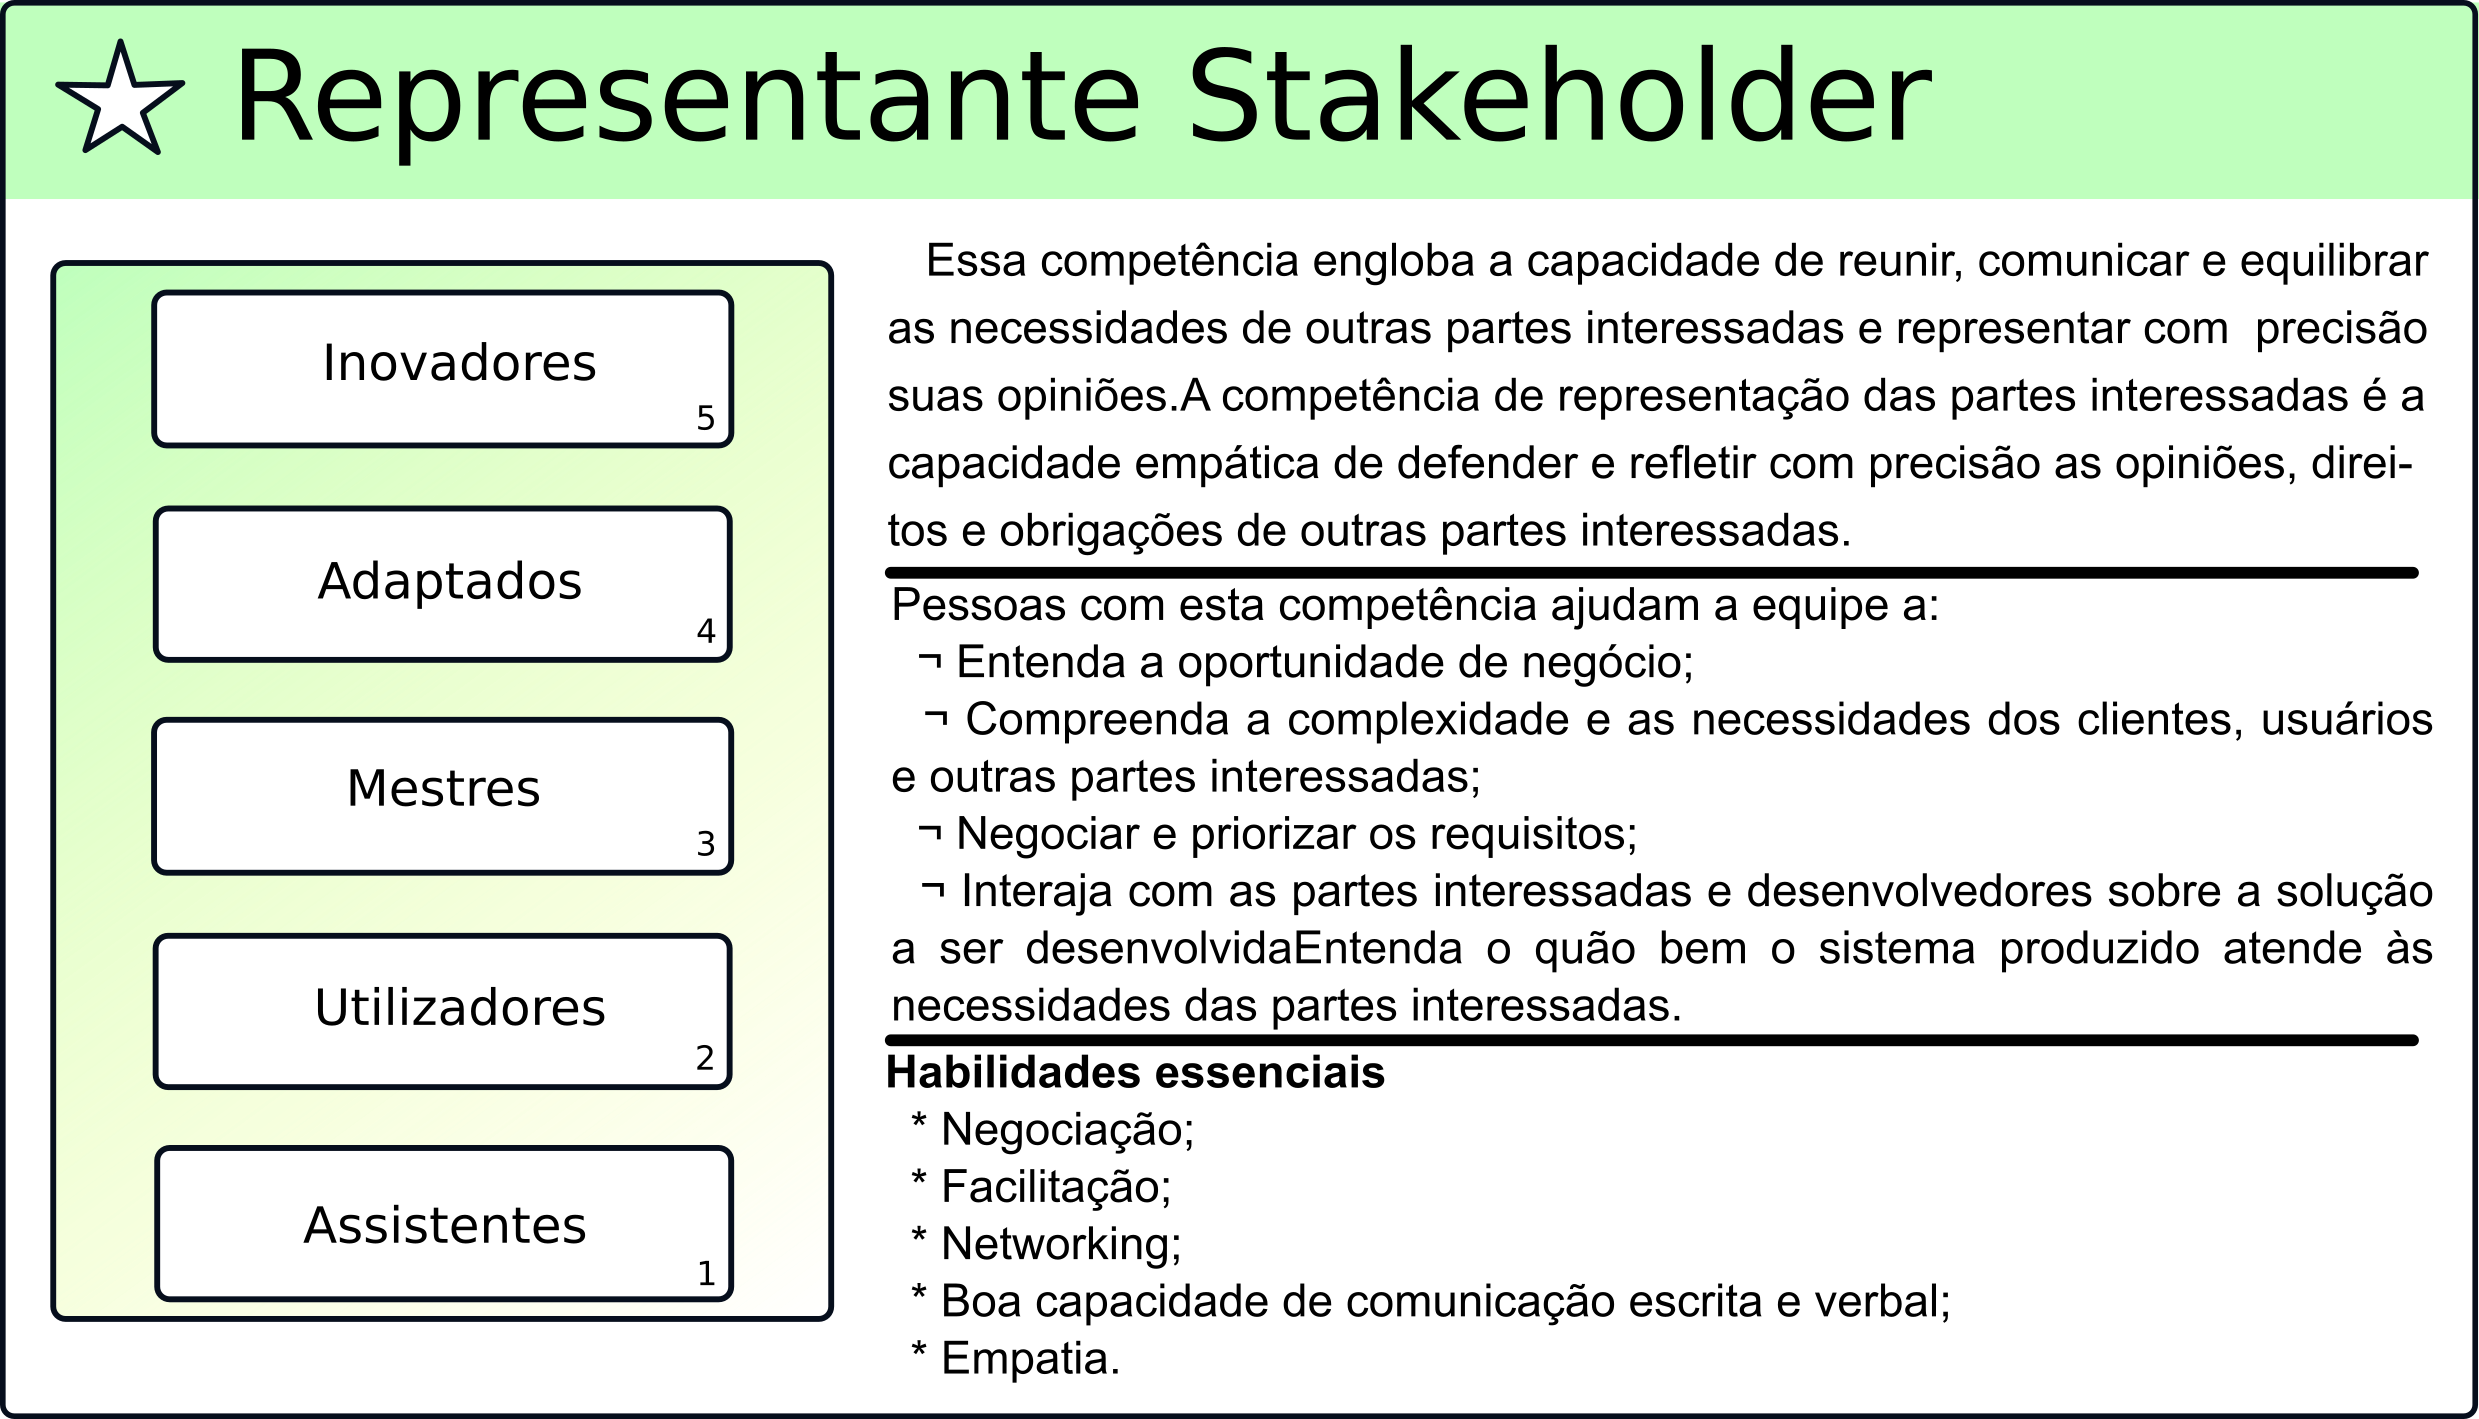 Representante Stakeholder
Inovadores
5
Adaptados
4
Mestres
3
Utilizadores
2
Assistentes
1
Essa competência engloba a capacidade de reunir, comunicar e equilibrar
as necessidades de outras partes interessadas e representar com  precisão
suas opiniões.A competência de representação das partes interessadas é a
capacidade empática de defender e refletir com precisão as opiniões, direi-
tos e obrigações de outras partes interessadas.
Pessoas com esta competência ajudam a equipe a:
¬ Entenda a oportunidade de negócio;
¬ Compreenda a complexidade e as necessidades dos clientes, usuários
e outras partes interessadas;
¬ Negociar e priorizar os requisitos;
¬ Interaja com as partes interessadas e desenvolvedores sobre a solução
a ser desenvolvidaEntenda o quão bem o sistema produzido atende às
necessidades das partes interessadas.
Habilidades essenciais
* Negociação;
* Facilitação;
* Networking;
* Boa capacidade de comunicação escrita e verbal;
* Empatia.